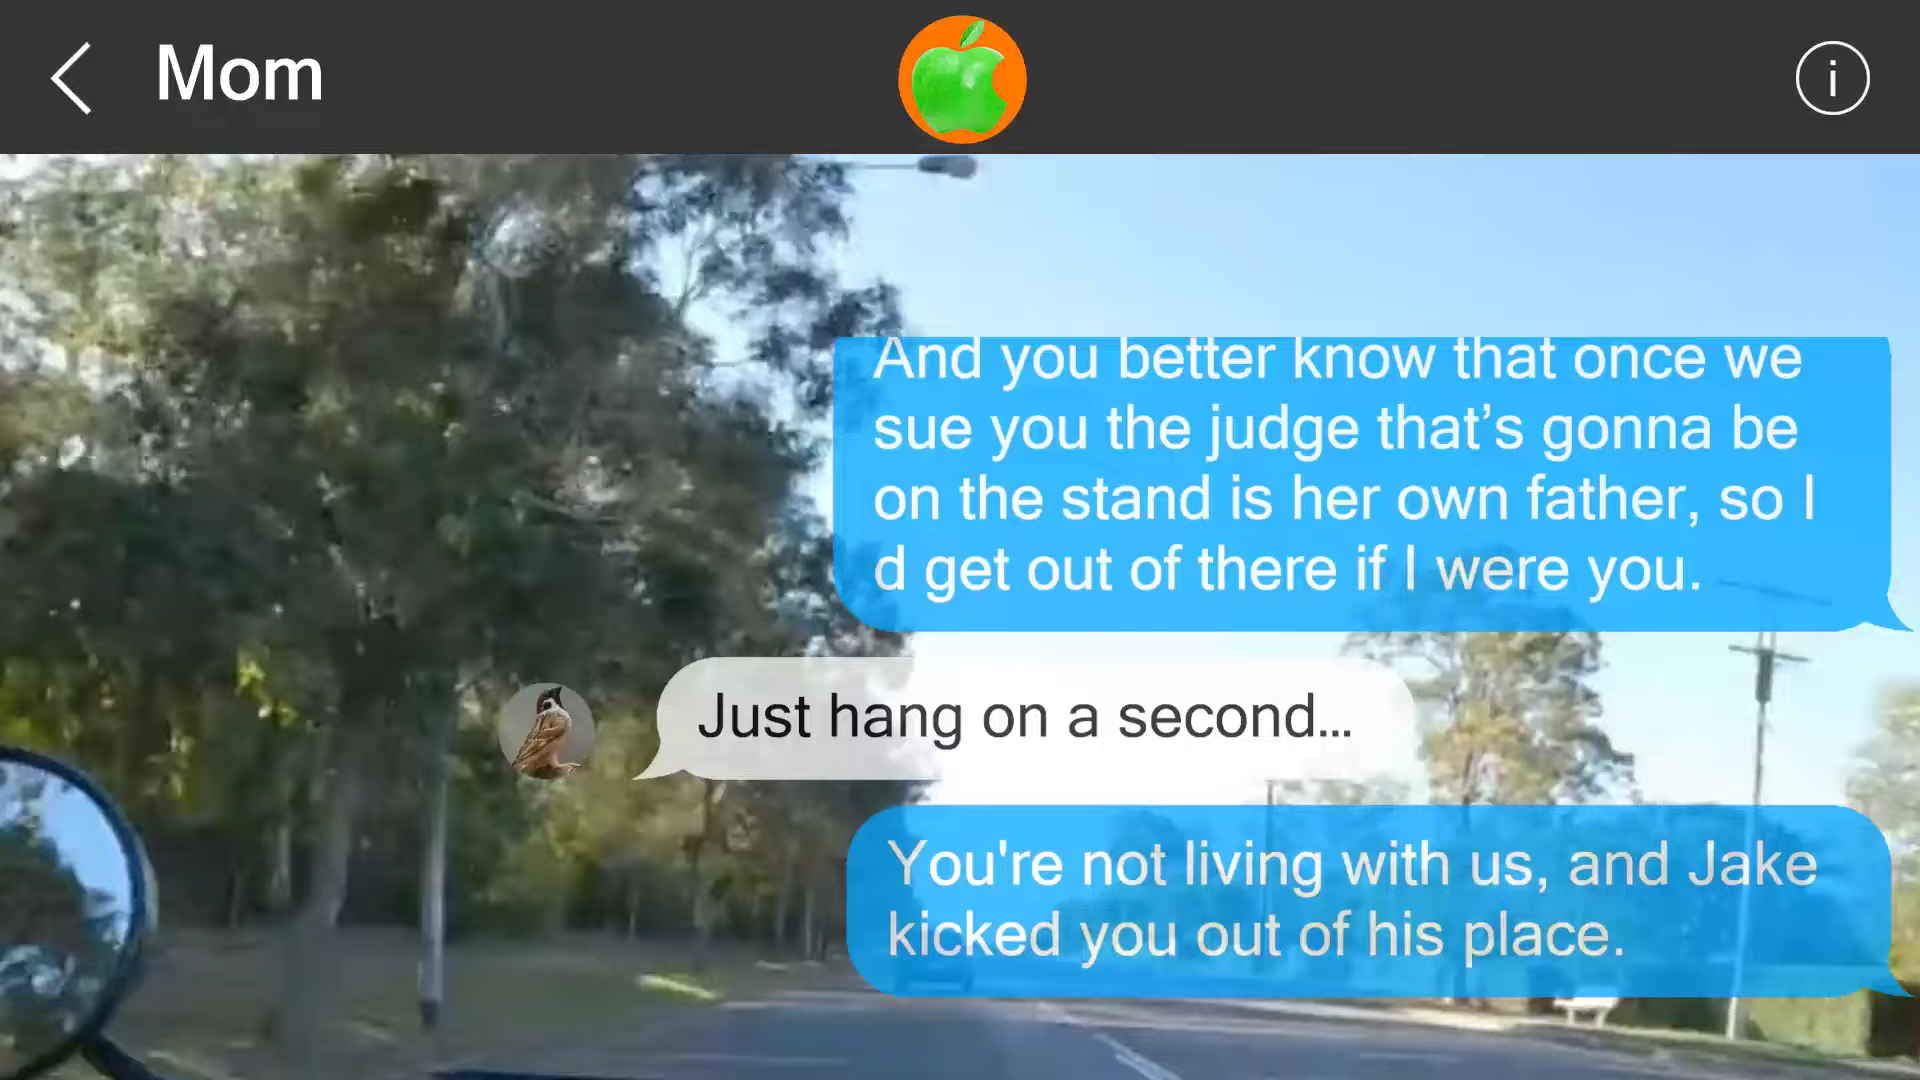 Mom
i
And you better know that once we
sue you the judge that’s gonna be
on the stand is her own father, so I
d get out of there if I were you.
Just hang on a second...
You're not living with us, and Jake
kicked you out of his place.